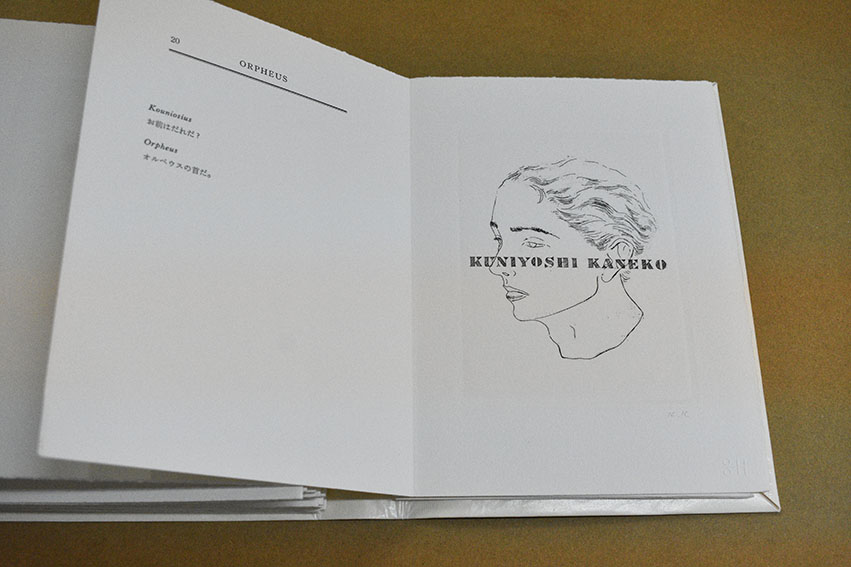 20
ORPHEUS
Kouniosius
お前はだれだ？
Orpheus
オルペウスの首だ。
KUNIYOSHI KANEKO
K. K.